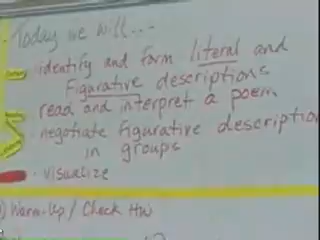 Today we will...
- identify and form literal and
figurative descriptions
- read and interpret a poem
- negotiate figurative description
in groups
- visualize
) Warm-Up / Check HW